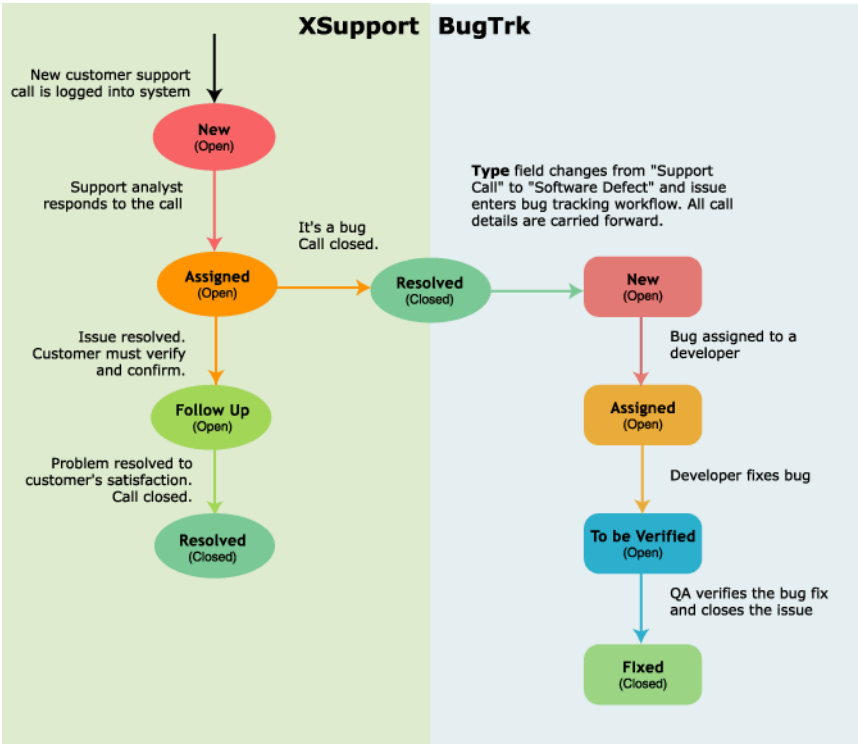 XSupport BugTrk
New customer support
call is logged into system
New
(Open)
Support analyst
responds to the call
Type field changes from "Support
Call" to "Software Defect" and issue
enters bug tracking workflow. All call
details are carried forward.
It's a bug
Call closed.
Assigned
(Open)
Resolved
(Closed)
New
(Open)
Issue resolved.
Customer must verify
and confirm.
Bug assigned to a
developer
Follow Up
(Open)
Assigned
(Open)
Problem resolved to
customer's satisfaction.
Call closed.
Developer fixes bug
Resolved
(Closed)
To be Verified
(Open)
QA verifies the bug fix
and closes the issue
FIxed
(Closed)